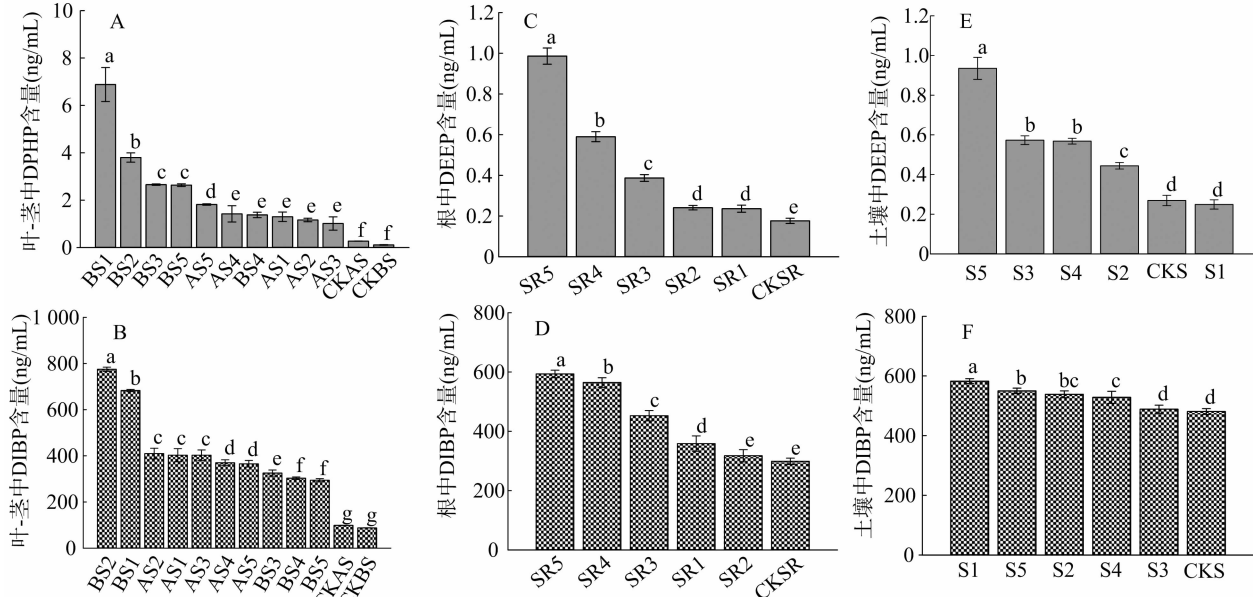 A
叶-茎中DPHP含量(ng/mL)
10
8
6
4
2
0
a
b
c
c
d
e
e
e
e
e
f
f
BS1
BS2
BS3
BS5
AS5
AS4
BS4
AS1
AS2
AS3
CKAS
CKBS
C
根中DEEP含量(ng/mL)
1.2
1.0
0.8
0.6
0.4
0.2
0
a
b
c
d
d
e
SR5
SR4
SR3
SR2
SR1
CKSR
E
土壤中DEEP含量(ng/mL)
1.2
1.0
0.8
0.6
0.4
0.2
0
a
b
b
c
d
d
S5
S3
S4
S2
CKS
S1
B
叶-茎中DIBP含量(ng/mL)
1 000
800
600
400
200
0
a
b
c
c
c
d
d
e
f
f
g
g
BS2
BS1
AS2
AS1
AS3
AS4
AS5
BS3
BS4
BS5
CKAS
CKBS
D
根中DIBP含量(ng/mL)
800
600
400
200
0
a
b
c
d
e
e
SR5
SR4
SR3
SR1
SR2
CKSR
F
土壤中DIBP含量(ng/mL)
800
600
400
200
0
a
b
bc
c
d
d
S1
S5
S2
S4
S3
CKS